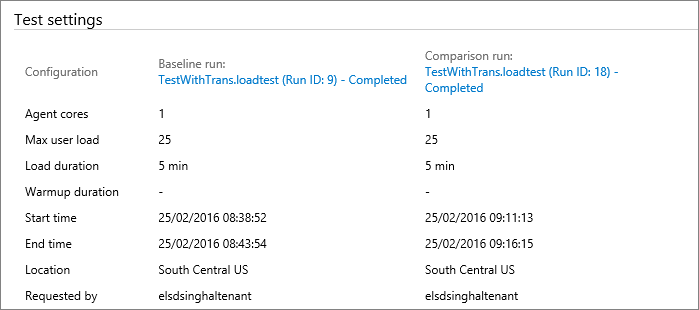 Test settings
Configuration Baseline run: Comparison run:
TestWithTrans.loadtest (Run ID: 9) - Completed TestWithTrans.loadtest (Run ID: 18) -
Completed
Agent cores 1 1
Max user load 25 25
Load duration 5 min 5 min
Warmup duration - -
Start time 25/02/2016 08:38:52 25/02/2016 09:11:13
End time 25/02/2016 08:43:54 25/02/2016 09:16:15
Location South Central US South Central US
Requested by elsdsinghaltenant elsdsinghaltenant